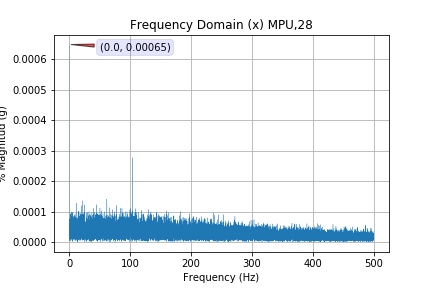 Frequency Domain (x) MPU,28
(0.0, 0.00065)
0.0006
0.0005
0.0004
0.0003
0.0002
0.0001
0.0000
% Magnitud (g)
0 100 200 300 400 500
Frequency (Hz)